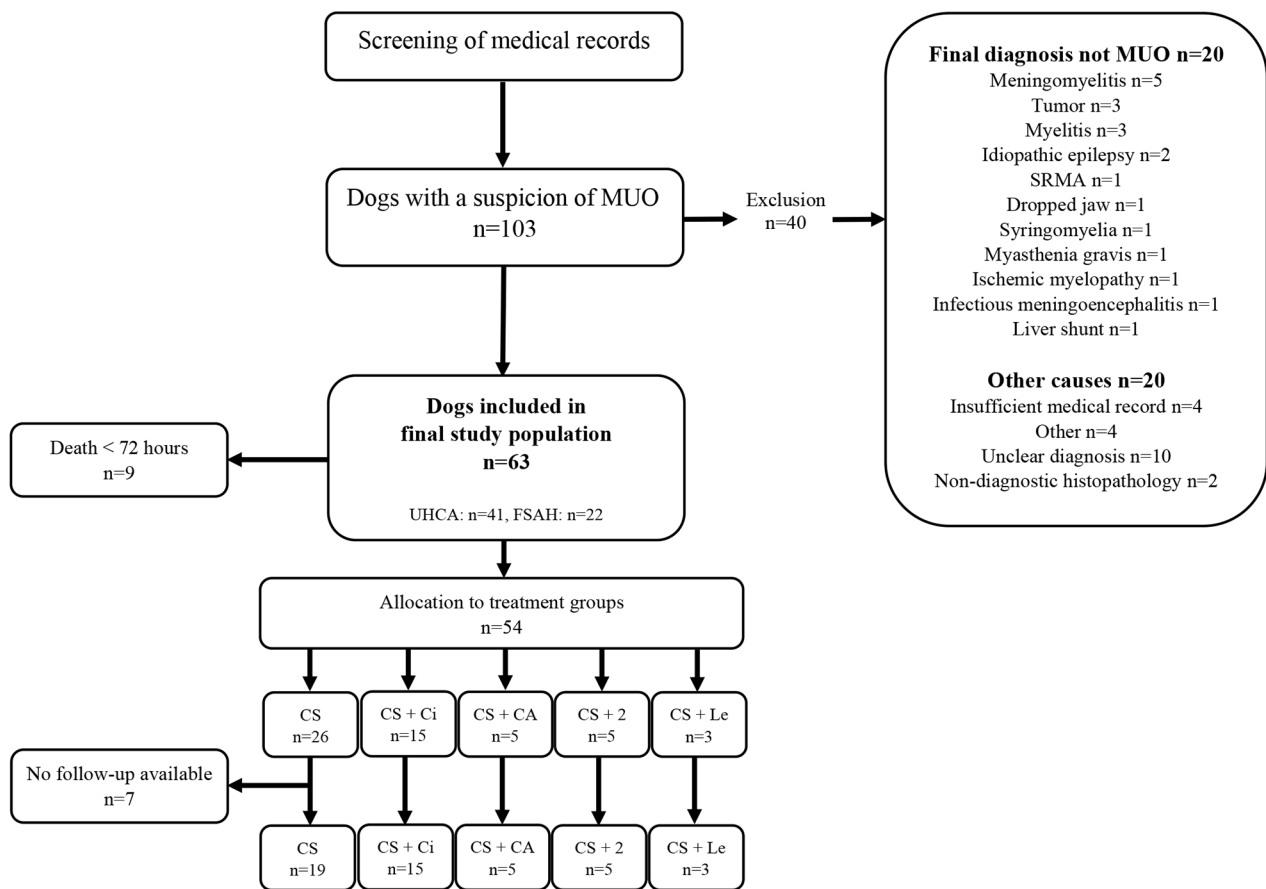 Screening of medical records
Dogs with a suspicion of MUO
n=103
Exclusion
n=40
Final diagnosis not MUO n=20
Meningomyelitis n=5
Tumor n=3
Myelitis n=3
Idiopathic epilepsy n=2
SRMA n=1
Dropped jaw n=1
Syringomyelia n=1
Myasthenia gravis n=1
Ischemic myelopathy n=1
Infectious meningoencephalitis n=1
Liver shunt n=1
Other causes n=20
Insufficient medical record n=4
Other n=4
Unclear diagnosis n=10
Non-diagnostic histopathology n=2
Dogs included in
final study population
n=63
UHCA: n=41, FSAH: n=22
Death < 72 hours
n=9
Allocation to treatment groups
n=54
CS
n=26
CS + Ci
n=15
CS + CA
n=5
CS + 2
n=5
CS + Le
n=3
No follow-up available
n=7
CS
n=19
CS + Ci
n=15
CS + CA
n=5
CS + 2
n=5
CS + Le
n=3